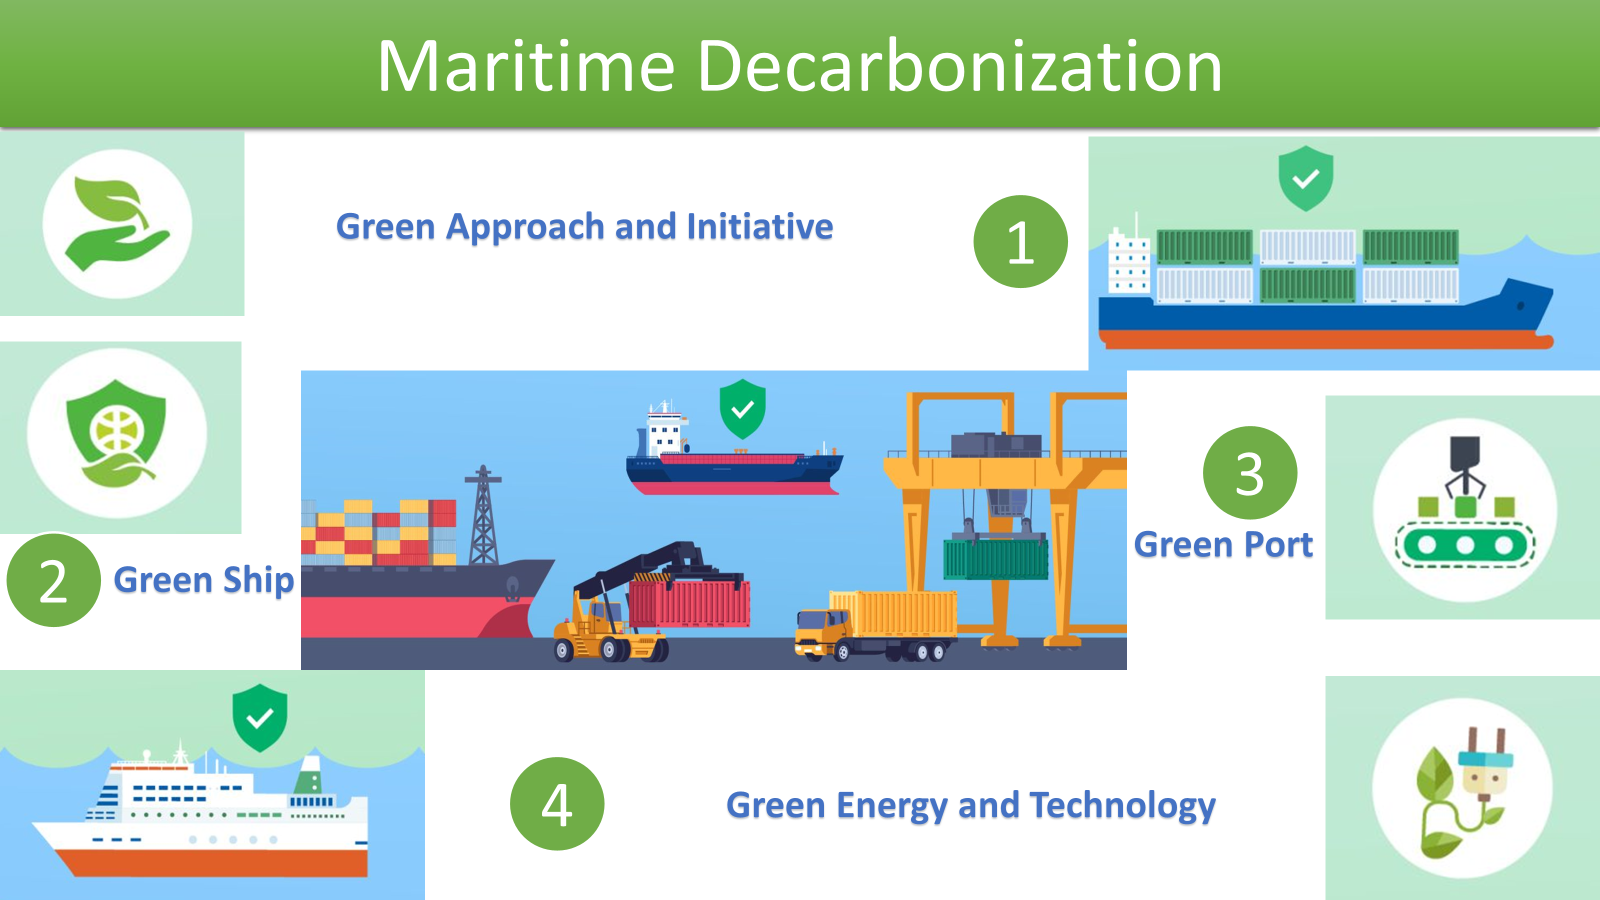 Maritime Decarbonization
Green Approach and Initiative
1
2
Green Ship
3
Green Port
4
Green Energy and Technology